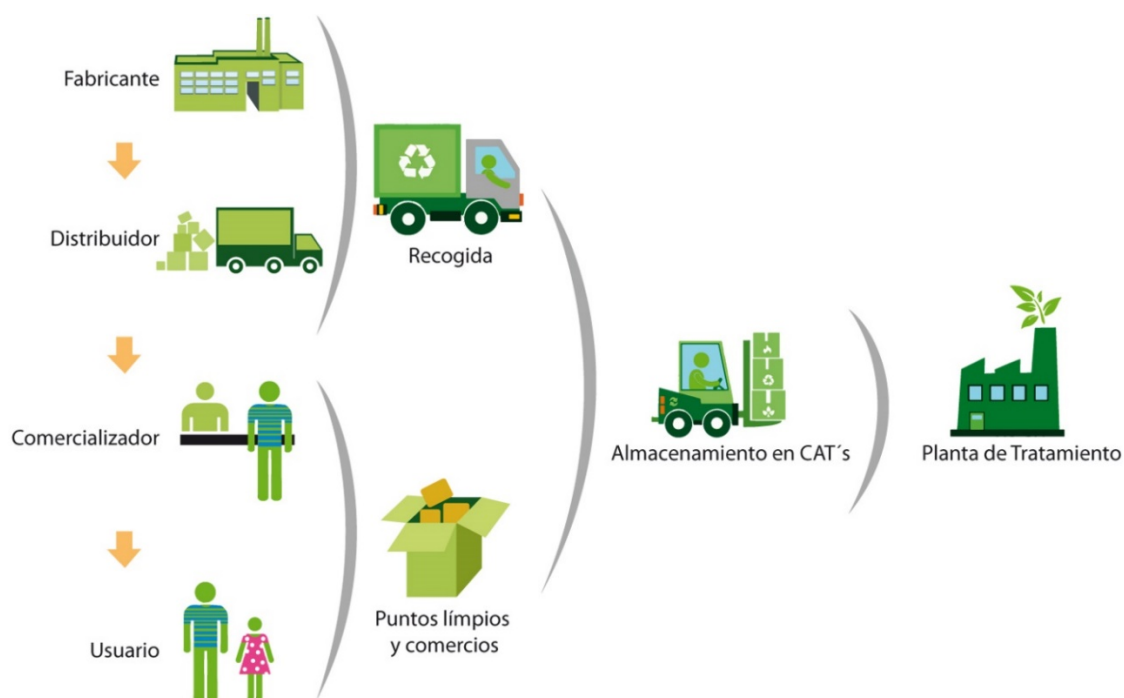 Fabricante
Distribuidor
Comercializador
Usuario
Recogida
Puntos límpios
y comercios
Almacenamiento en CAT´s
Planta de Tratamiento